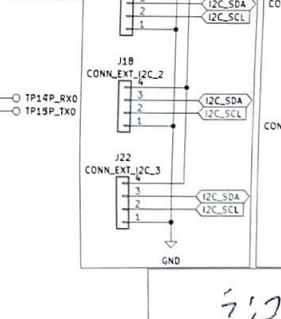 I2C_SDA
2
I2C_SCL
1
J18
CONN_EXT_I2C_2
4
3
I2C_SDA
2
I2C_SCL
1
TP14P_RX0
TP15P_TX0
CON
J22
CONN_EXT_I2C_3
4
3
I2C_SDA
2
I2C_SCL
1
GND